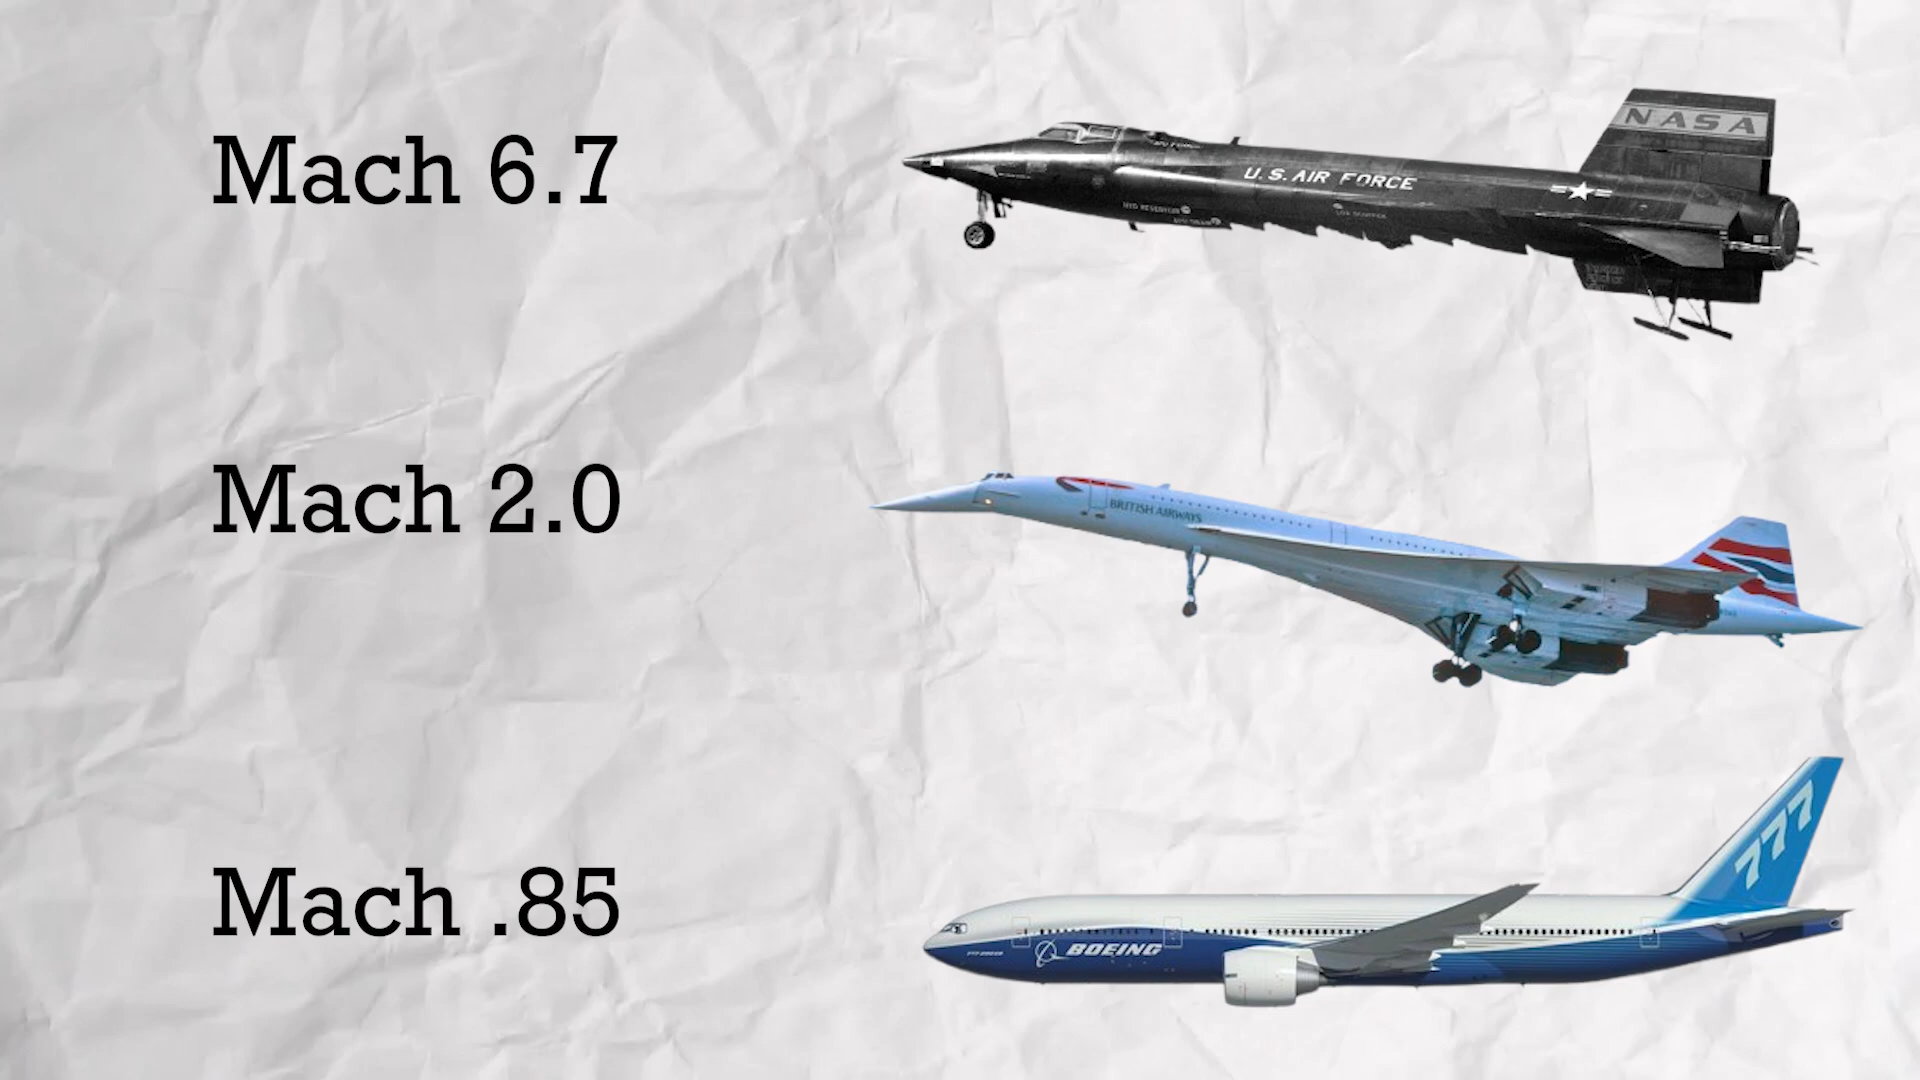 Mach 6.7
NASA
U.S. AIR FORCE
Mach 2.0
BRITISH AIRWAYS
777
Mach .85
BOEING